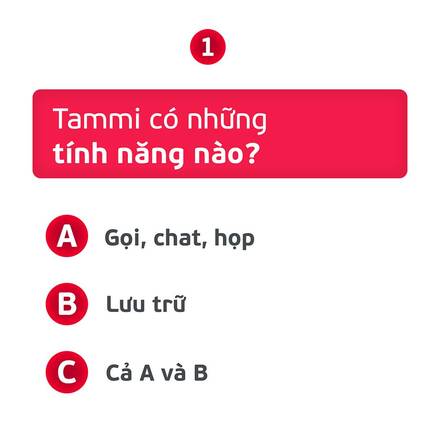 1
Tammi có những
tính năng nào?
A Gọi, chat, họp
B Lưu trữ
C Cả A và B